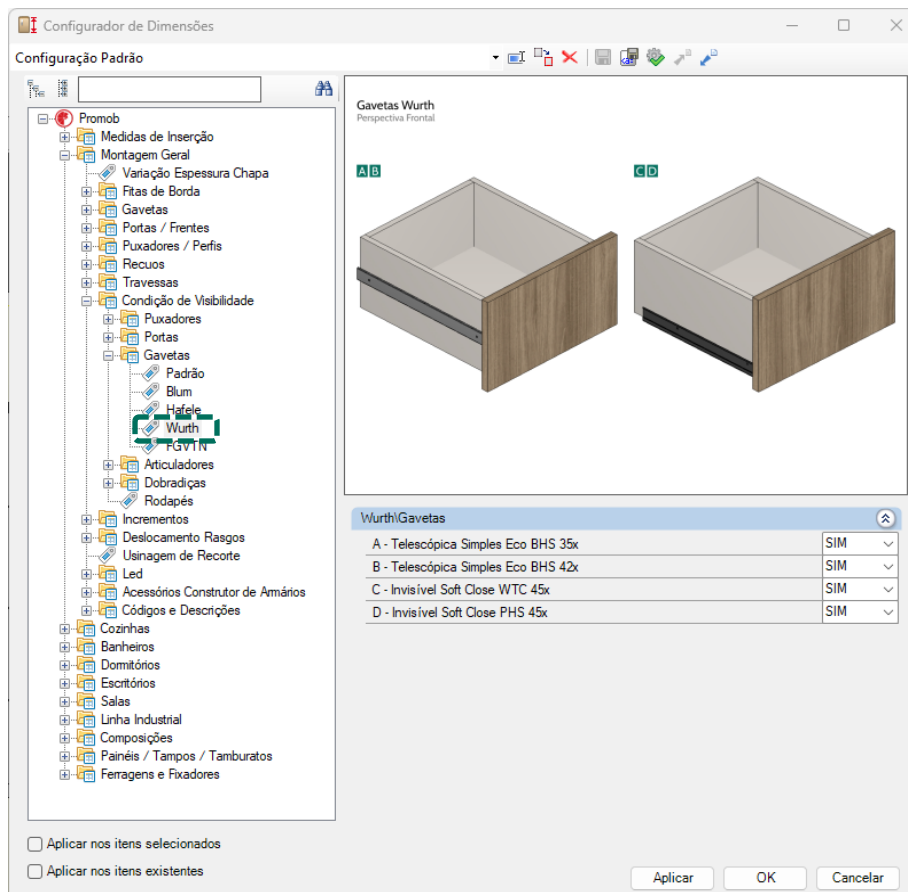 Configurador de Dimensões
Configuração Padrão
Promob
Medidas de Inserção
Montagem Geral
Variação Espessura Chapa
Fitas de Borda
Gavetas
Portas / Frentes
Puxadores / Perfis
Recuos
Travessas
Condição de Visibilidade
Puxadores
Portas
Gavetas
Padrão
Blum
Hafele
Wurth
FGVTN
Articuladores
Dobradiças
Rodapés
Incrementos
Deslocamento Rasgos
Usinagem de Recorte
Led
Acessórios Construtor de Armários
Códigos e Descrições
Cozinhas
Banheiros
Dormitórios
Escritórios
Salas
Linha Industrial
Composições
Painéis / Tampos / Tamburatos
Ferragens e Fixadores
Gavetas Wurth
Perspectiva Frontal
A B
C D
Wurth\Gavetas
A - Telescópica Simples Eco BHS 35x SIM
B - Telescópica Simples Eco BHS 42x SIM
C - Invisível Soft Close WTC 45x SIM
D - Invisível Soft Close PHS 45x SIM
Aplicar nos itens selecionados
Aplicar nos itens existentes
Aplicar OK Cancelar